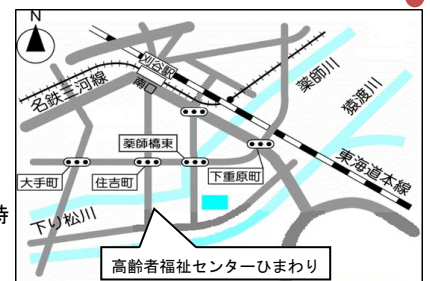 N
刈谷駅
南口
名鉄三河線
薬師川
猿渡川
薬師橋東
大手町
住吉町
下重原町
東海道本線
下り松川
時
高齢者福祉センターひまわり